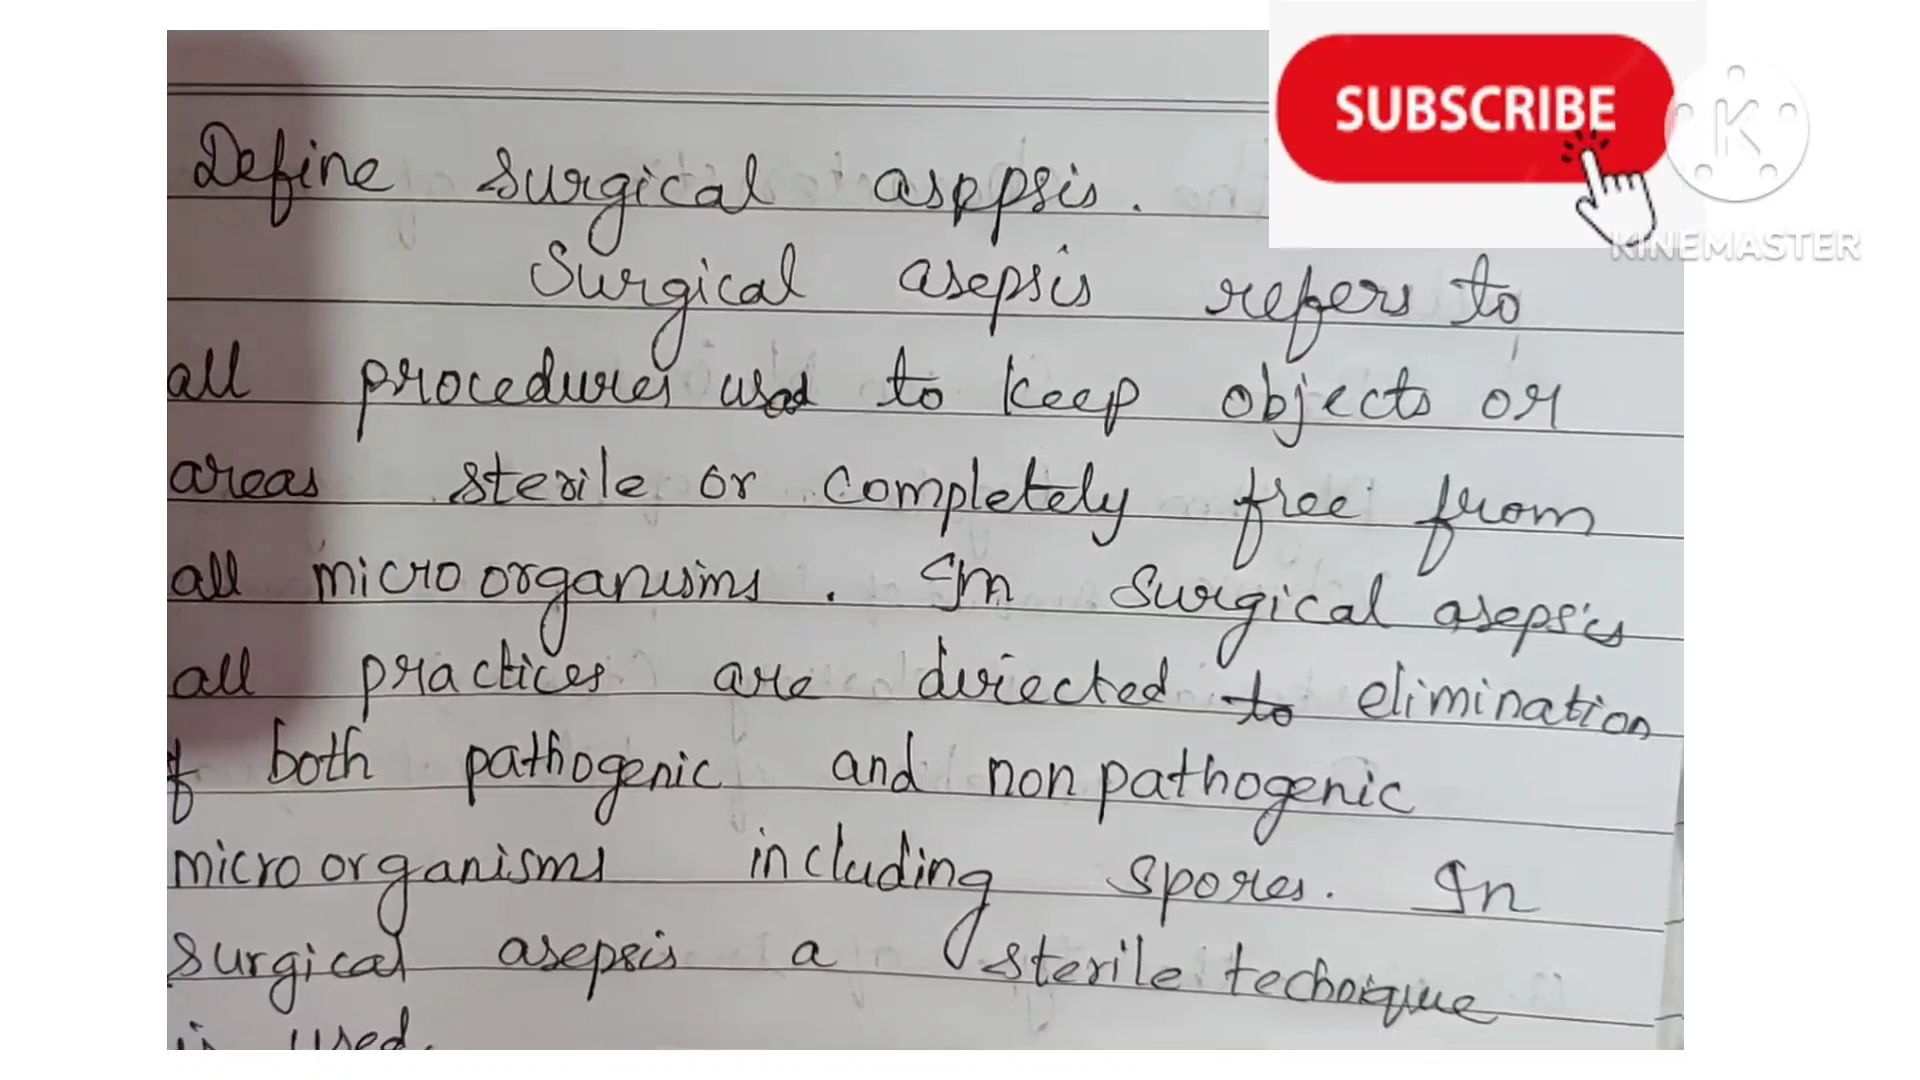 SUBSCRIBE
K
KINEMASTER
Define surgical aseppsis.
Surgical asepsis refers to
all procedures used to keep objects or
areas sterile or completely free from
all micro organisms. In surgical asepsis
all practices are directed to elimination
of both pathogenic and non pathogenic
micro organisms including spores. In
surgical asepsis a sterile technique
is used.